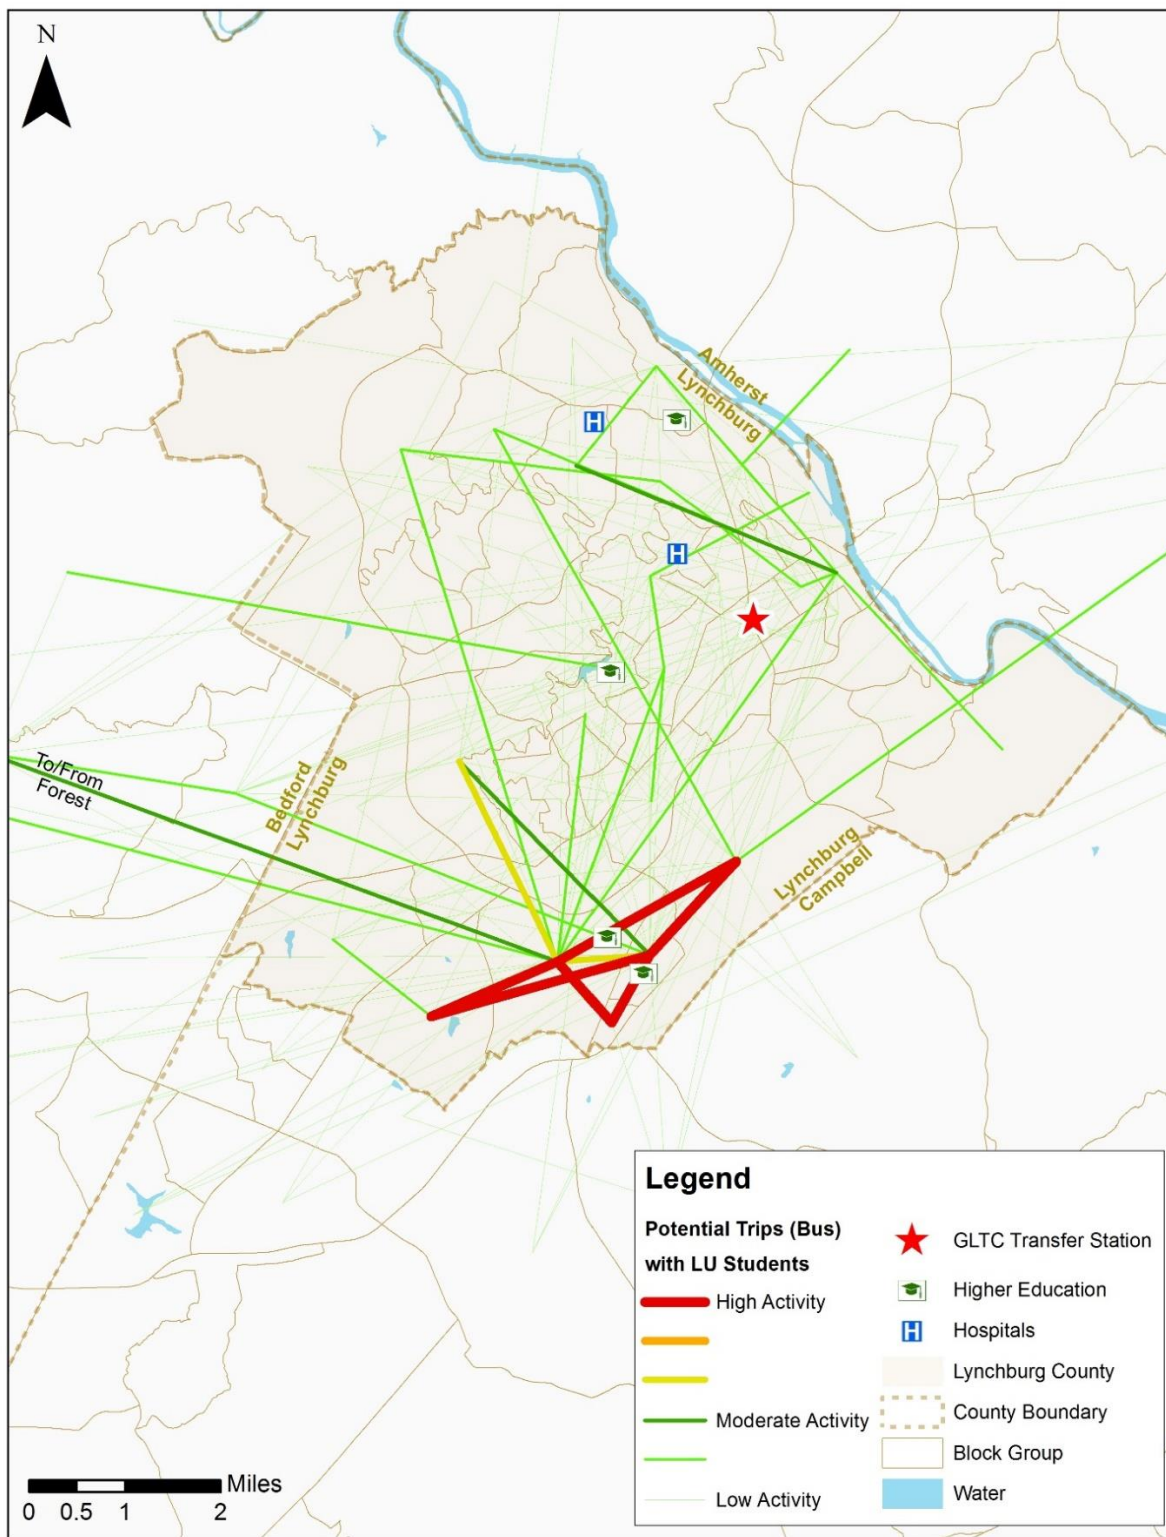 N
Amherst
Lynchburg
To/From
Forest
Bedford
Lynchburg
Lynchburg
Campbell
H
H
Legend
Potential Trips (Bus)
with LU Students
High Activity
Moderate Activity
Low Activity
GLTC Transfer Station
Higher Education
H
Hospitals
Lynchburg County
County Boundary
Block Group
Water
Miles
0 0.5 1 2